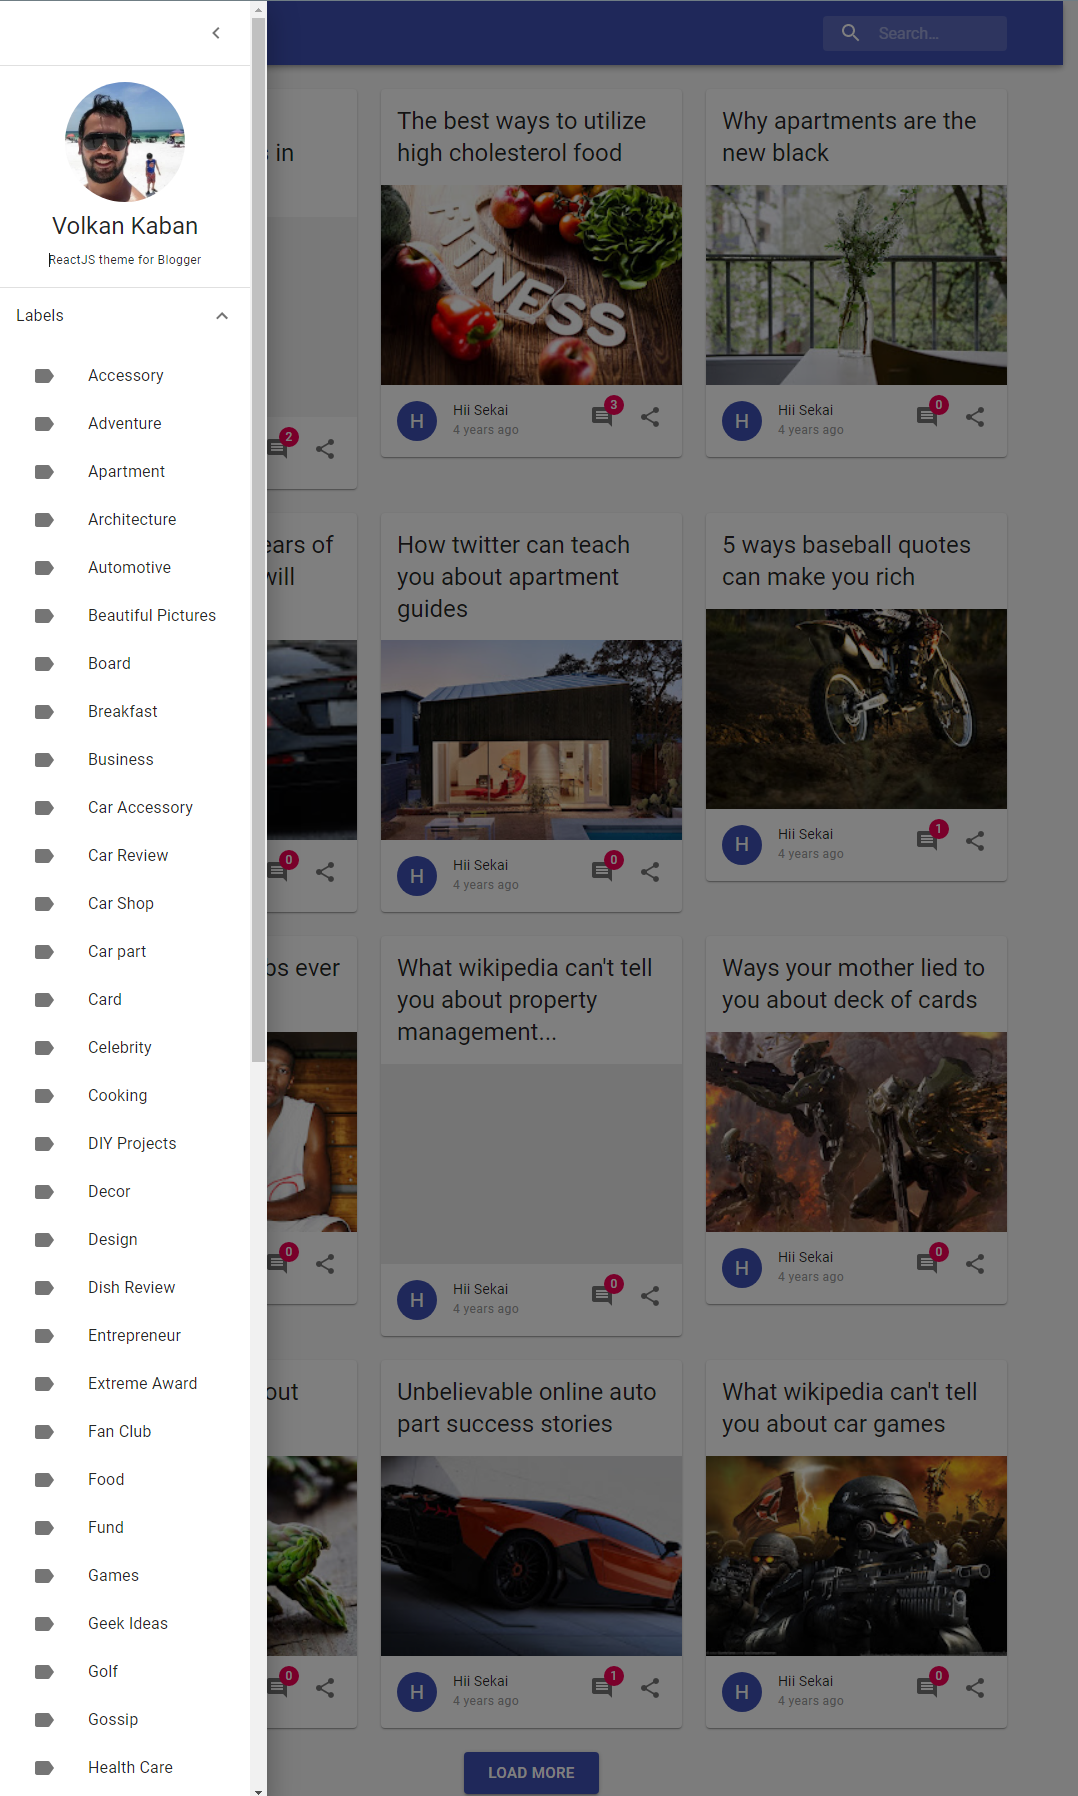 Search...
Volkan Kaban
ReactJS theme for Blogger
Labels
Accessory
Adventure
Apartment
Architecture
Automotive
Beautiful Pictures
Board
Breakfast
Business
Car Accessory
Car Review
Car Shop
Car part
Card
Celebrity
Cooking
DIY Projects
Decor
Design
Dish Review
Entrepreneur
Extreme Award
Fan Club
Food
Fund
Games
Geek Ideas
Golf
Gossip
Health Care
in
2
The best ways to utilize
high cholesterol food
FITNESS
H
Hii Sekai
4 years ago
3
Why apartments are the
new black
H
Hii Sekai
4 years ago
0
ears of
will
0
How twitter can teach
you about apartment
guides
H
Hii Sekai
4 years ago
0
5 ways baseball quotes
can make you rich
H
Hii Sekai
4 years ago
1
ps ever
0
What wikipedia can't tell
you about property
management...
H
Hii Sekai
4 years ago
0
Ways your mother lied to
you about deck of cards
H
Hii Sekai
4 years ago
0
out
0
Unbelievable online auto
part success stories
H
Hii Sekai
4 years ago
1
What wikipedia can't tell
you about car games
H
Hii Sekai
4 years ago
0
LOAD MORE